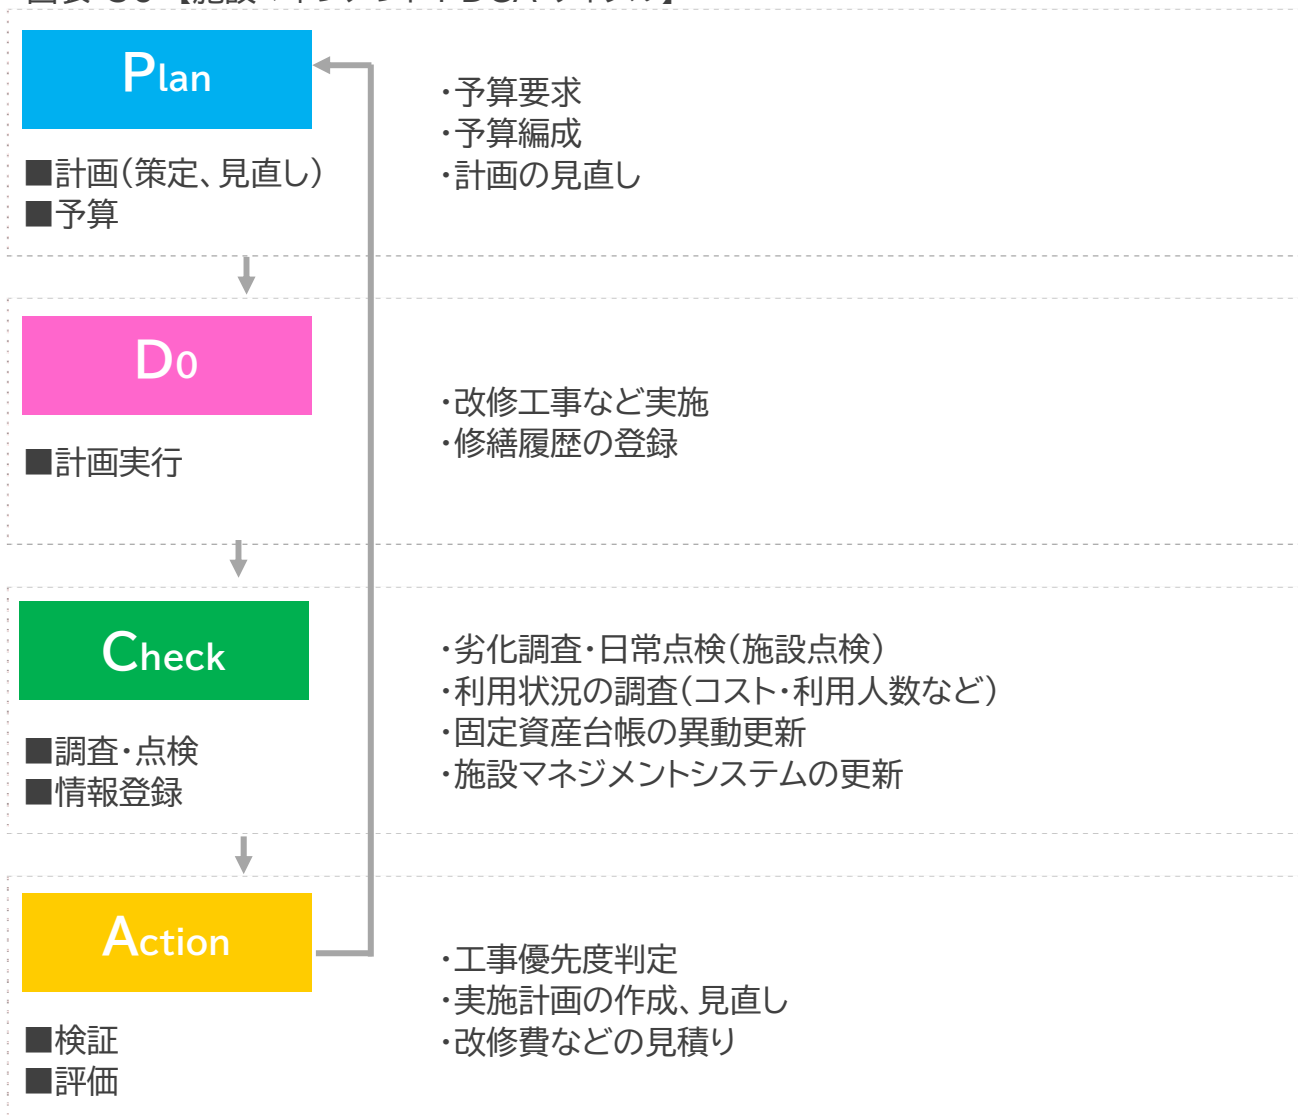 Plan
■計画(策定、見直し)
■予算
・予算要求
・予算編成
・計画の見直し
D0
■計画実行
・改修工事など実施
・修繕履歴の登録
Check
■調査・点検
■情報登録
・劣化調査・日常点検(施設点検)
・利用状況の調査(コスト・利用人数など)
・固定資産台帳の異動更新
・施設マネジメントシステムの更新
Action
■検証
■評価
・工事優先度判定
・実施計画の作成、見直し
・改修費などの見積り